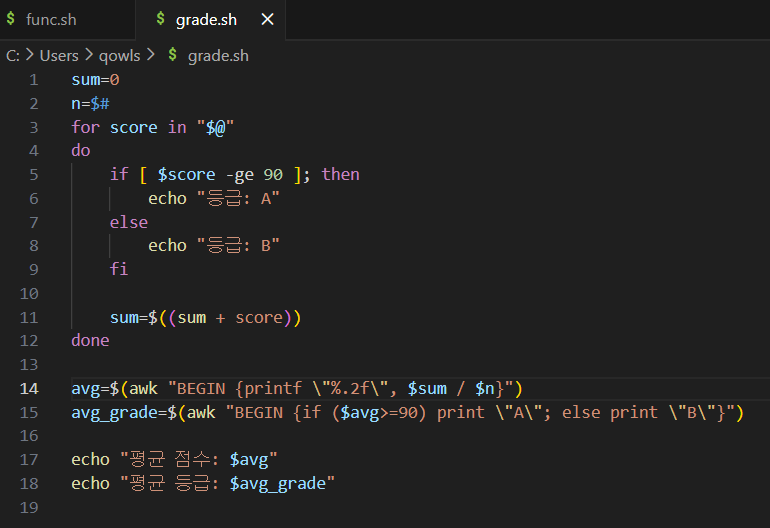 $ func.sh $ grade.sh ×
C: > Users > qowls > $ grade.sh
1 sum=0
2 n=$#
3 for score in "$@"
4 do
5     if [ $score -ge 90 ]; then
6         echo "등급: A"
7     else
8         echo "등급: B"
9     fi
10
11     sum=$((sum + score))
12 done
13
14 avg=$(awk "BEGIN {printf \"%.2f\", $sum / $n}")
15 avg_grade=$(awk "BEGIN {if ($avg>=90) print \"A\"; else print \"B\"}")
16
17 echo "평균 점수: $avg"
18 echo "평균 등급: $avg_grade"
19